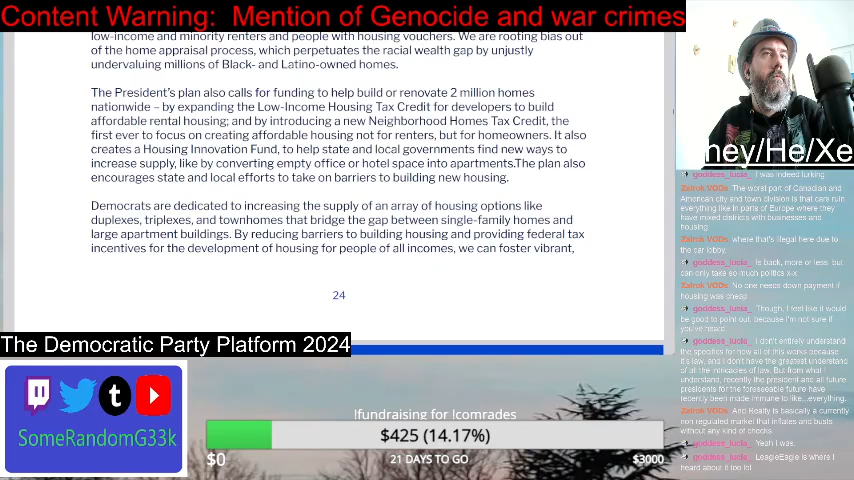 Content Warning: Mention of Genocide and war crimes
low-income and minority renters and people with housing vouchers. We are rooting bias out
of the home appraisal process, which perpetuates the racial wealth gap by unjustly
undervaluing millions of Black- and Latino-owned homes.
The President's plan also calls for funding to help build or renovate 2 million homes
nationwide – by expanding the Low-Income Housing Tax Credit for developers to build
affordable rental housing; and by introducing a new Neighborhood Homes Tax Credit, the
first ever to focus on creating affordable housing not for renters, but for homeowners. It also
creates a Housing Innovation Fund, to help state and local governments find new ways to
increase supply, like by converting empty office or hotel space into apartments.The plan also
encourages state and local efforts to take on barriers to building new housing.
Democrats are dedicated to increasing the supply of an array of housing options like
duplexes, triplexes, and townhomes that bridge the gap between single-family homes and
large apartment buildings. By reducing barriers to building housing and providing federal tax
incentives for the development of housing for people of all incomes, we can foster vibrant,
24
The Democratic Party Platform 2024
SomeRandomG33k
!fundraising for !comrades
$425 (14.17%)
$0
21 DAYS TO GO
$3000
hey/He/Xe
goddess_lucia_ I was indeed lurking
Zatrok VODs The worst part of Canadian and
American city and town division is that cars ruin
everything like in parts of Europe where they
have mixed districts with businesses and
housing
Zatrok VODs where that's illegal here due to
the car lobby.
goddess_lucia_ Is back, more or less, but
can only take so much politics x-x
Zatrok VODs No one needs down payment if
housing was cheap
goddess_lucia_ Though, I feel like it would
be good to point out, because I'm not sure if
you've heard.
goddess_lucia_ I don't entirely understand
the specifics for how all of this works because
it's law, and I don't have the greatest understand
of all the intricacies of law. But from what I
understand, recently the president and all future
presidents for the foreseeable future have
recently been made immune to like...everything.
Zatrok VODs And Realty is basically a currently
non regulated market that inflates and busts
without any kind of checks.
goddess_lucia_ Yeah I was.
goddess_lucia_ LeagleEagle is where I
heard about it too lol